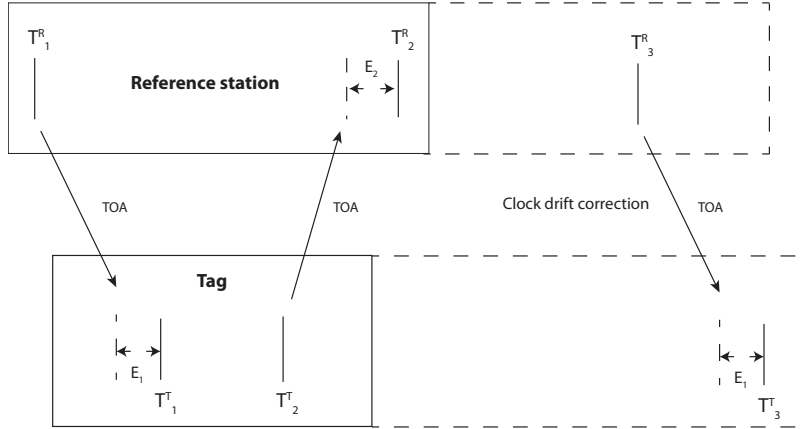 T^R_1
T^R_2
T^R_3
E_2
Reference station
TOA
TOA
Clock drift correction
TOA
Tag
E_1
E_1
T^T_1
T^T_2
T^T_3